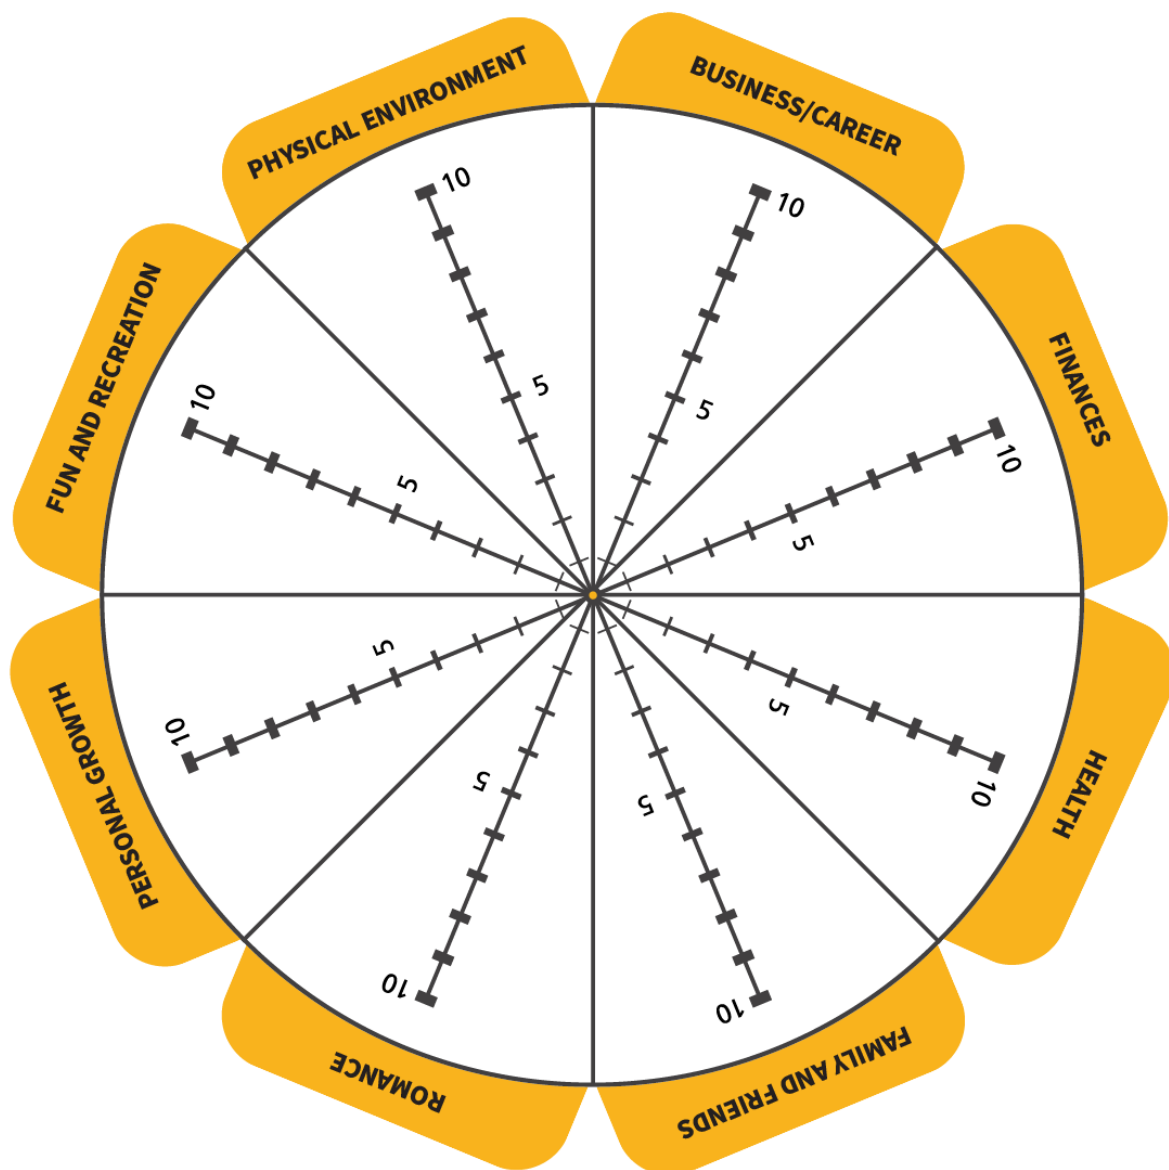 BUSINESS/CAREER
10
5
FINANCES
10
5
HEALTH
5
10
FAMILY AND FRIENDS
5
10
ROMANCE
5
10
PERSONAL GROWTH
5
10
FUN AND RECREATION
10
5
PHYSICAL ENVIRONMENT
10
5